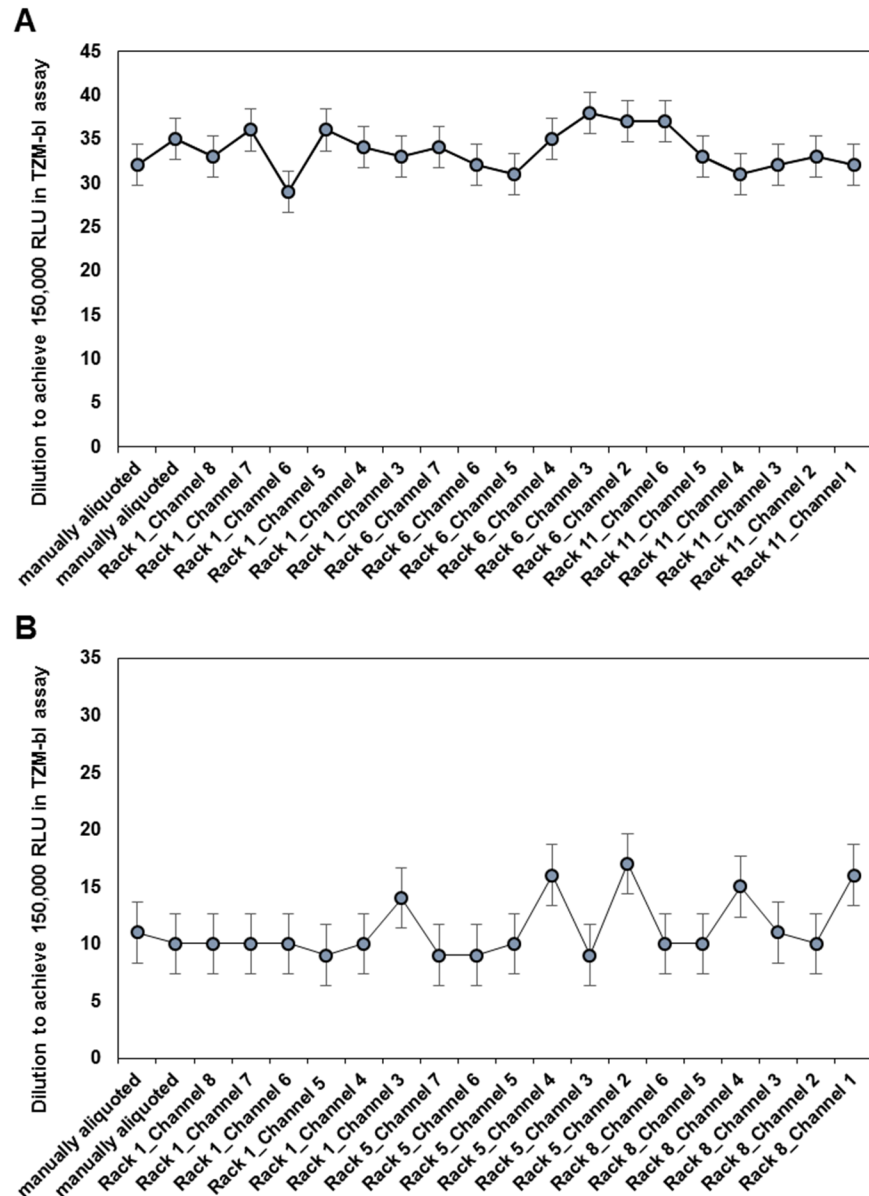 A
Dilution to achieve 150,000 RLU in TZM-bl assay
45
40
35
30
25
20
15
10
5
0
manually aliquoted
manually aliquoted
Rack 1_Channel 8
Rack 1_Channel 7
Rack 1_Channel 6
Rack 1_Channel 5
Rack 1_Channel 4
Rack 1_Channel 3
Rack 6_Channel 7
Rack 6_Channel 6
Rack 6_Channel 5
Rack 6_Channel 4
Rack 6_Channel 3
Rack 6_Channel 2
Rack 11_Channel 6
Rack 11_Channel 5
Rack 11_Channel 4
Rack 11_Channel 3
Rack 11_Channel 2
Rack 11_Channel 1
B
Dilution to achieve 150,000 RLU in TZM-bl assay
35
30
25
20
15
10
5
0
manually aliquoted
manually aliquoted
Rack 1_Channel 8
Rack 1_Channel 7
Rack 1_Channel 6
Rack 1_Channel 5
Rack 1_Channel 4
Rack 1_Channel 3
Rack 5_Channel 7
Rack 5_Channel 6
Rack 5_Channel 5
Rack 5_Channel 4
Rack 5_Channel 3
Rack 5_Channel 2
Rack 8_Channel 6
Rack 8_Channel 5
Rack 8_Channel 4
Rack 8_Channel 3
Rack 8_Channel 2
Rack 8_Channel 1